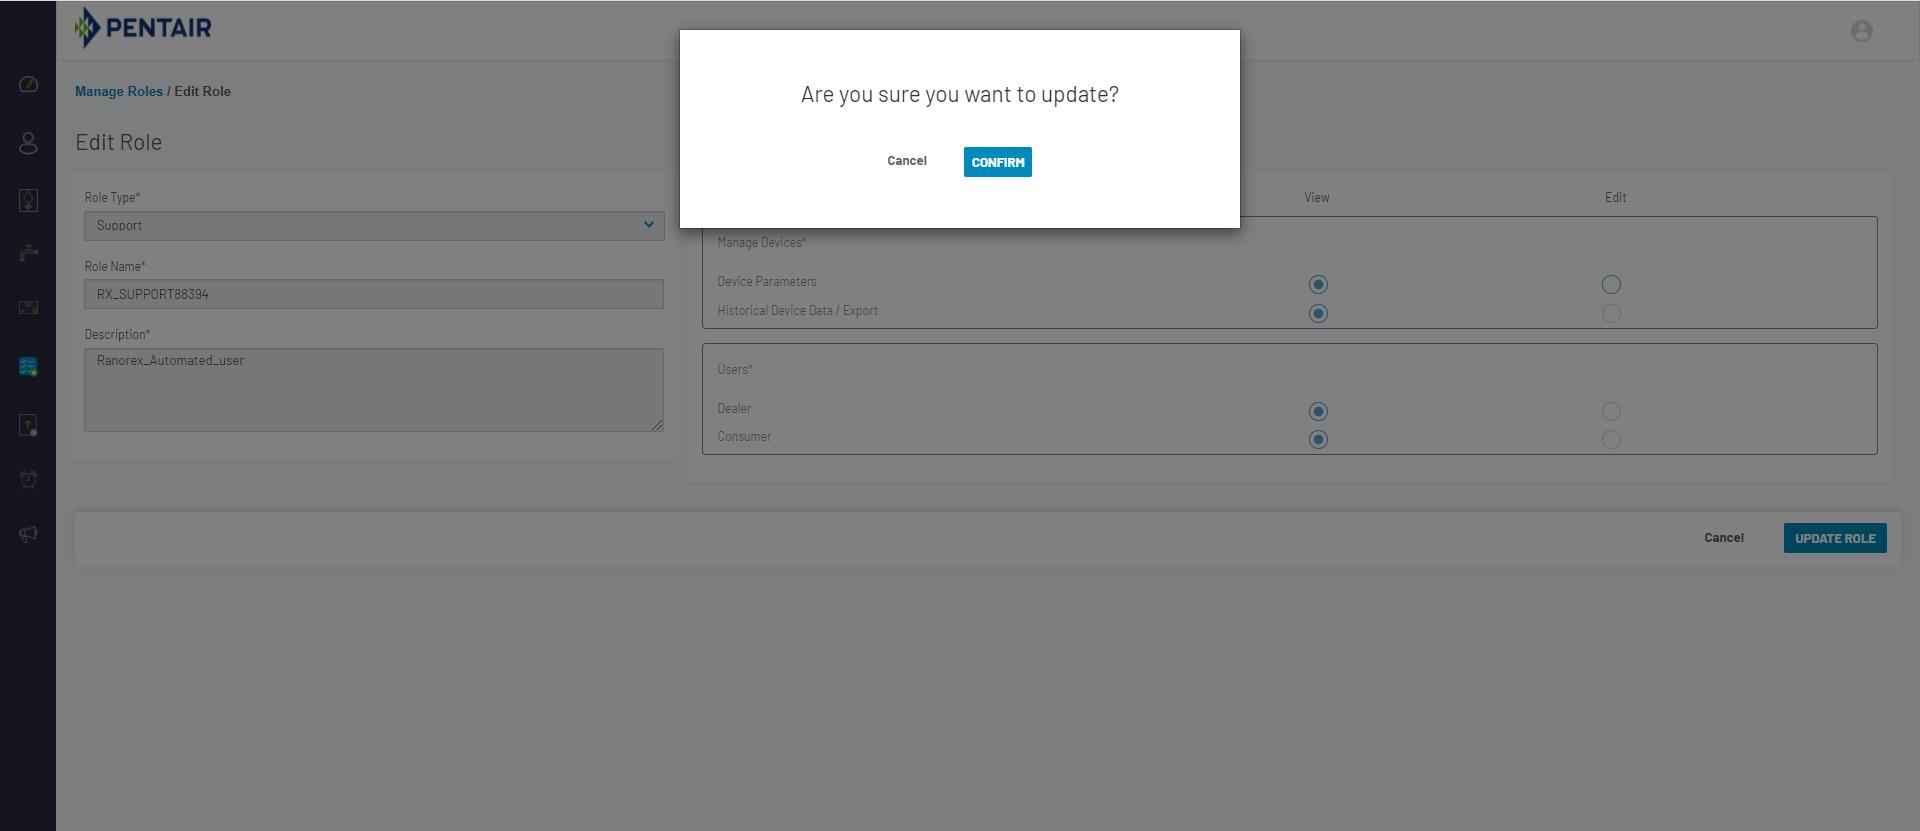 PENTAIR
Manage Roles / Edit Role
Edit Role
Are you sure you want to update?
Cancel
CONFIRM
Role Type*
Support
Role Name*
RX_SUPPORT88394
Description*
Ranorex_Automated_user
View
Edit
Manage Devices*
Device Parameters
Historical Device Data / Export
Users*
Dealer
Consumer
Cancel
UPDATE ROLE